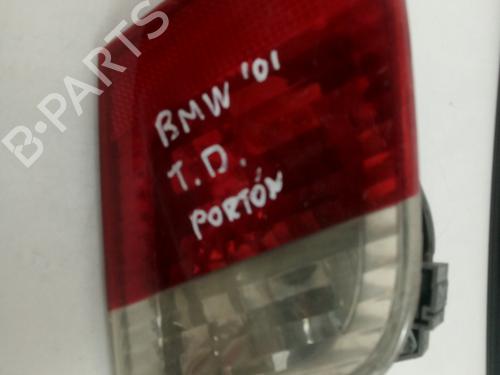 B-PARTS
BMW '01
T.D.
PORTÓN